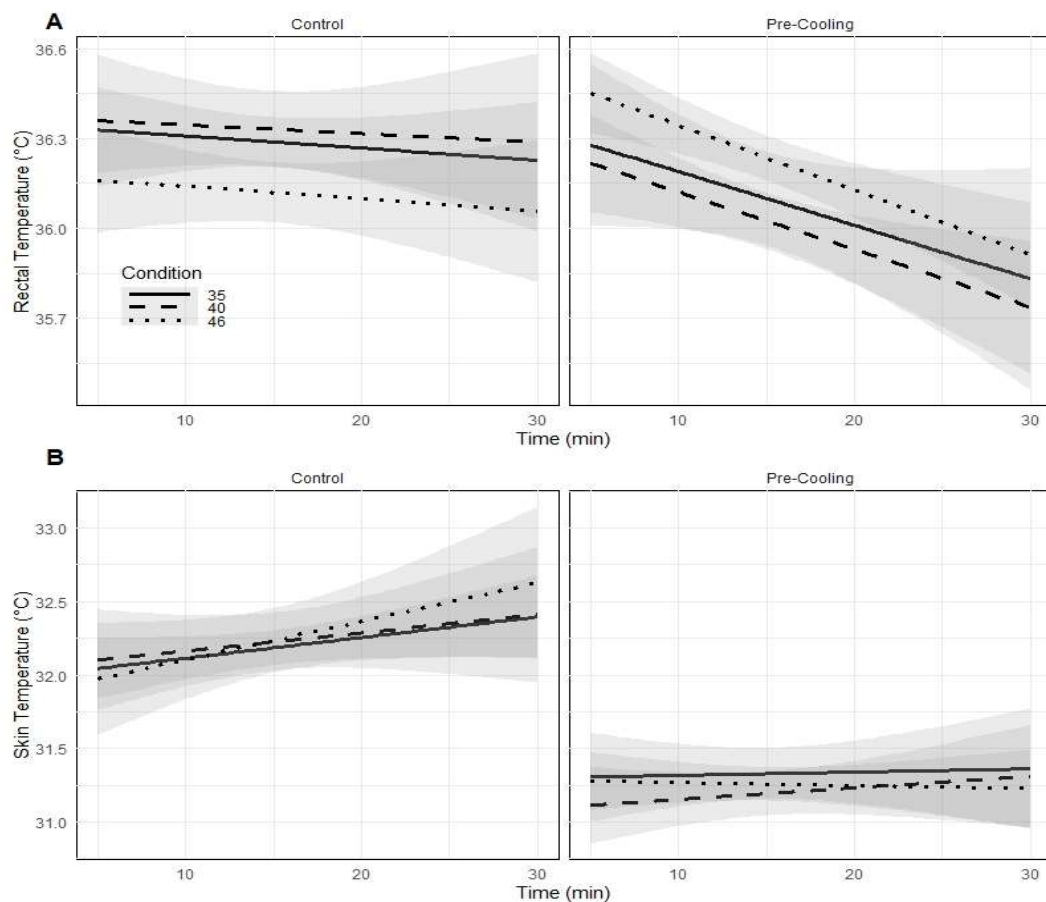 A
Control
Pre-Cooling
36.6
36.3
36.0
35.7
Rectal Temperature (°C)
Condition
35
40
46
10
20
30
10
20
30
Time (min)
B
Control
Pre-Cooling
33.0
32.5
32.0
31.5
31.0
Skin Temperature (°C)
10
20
30
10
20
30
Time (min)